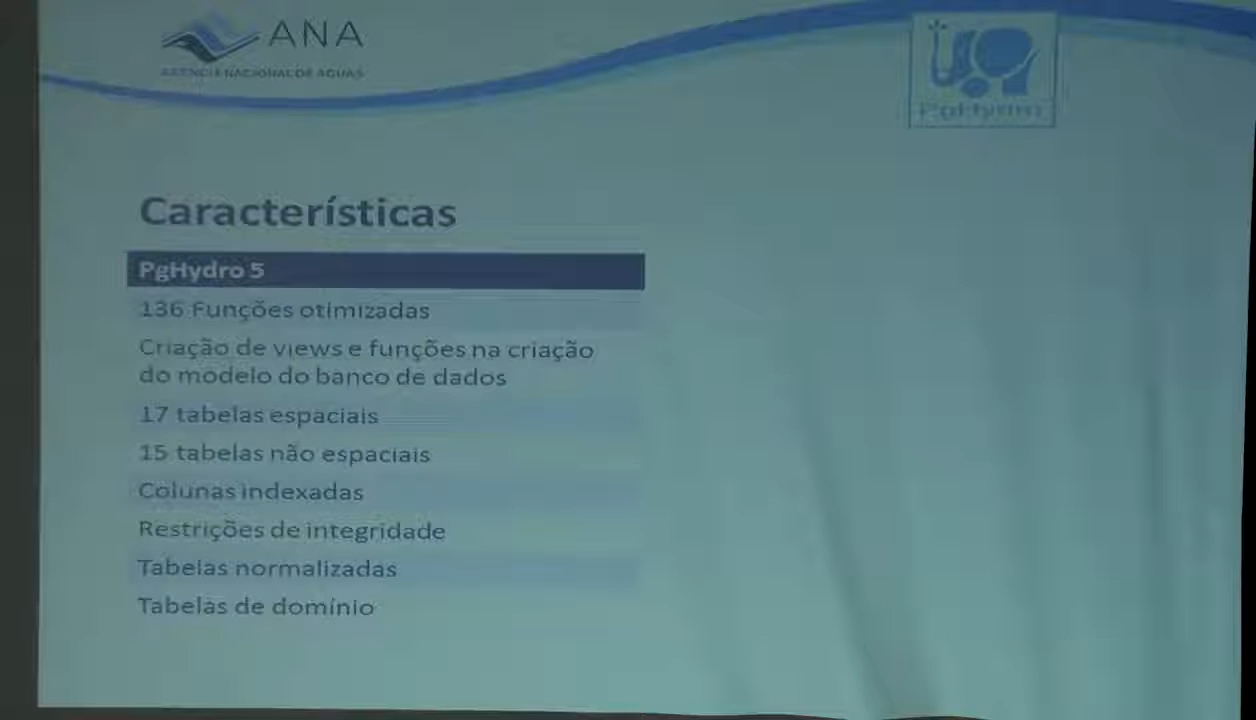 ANA
AGÊNCIA NACIONAL DE ÁGUAS
PgHydro
Características
PgHydro 5
136 Funções otimizadas
Criação de views e funções na criação
do modelo do banco de dados
17 tabelas espaciais
15 tabelas não espaciais
Colunas indexadas
Restrições de integridade
Tabelas normalizadas
Tabelas de domínio